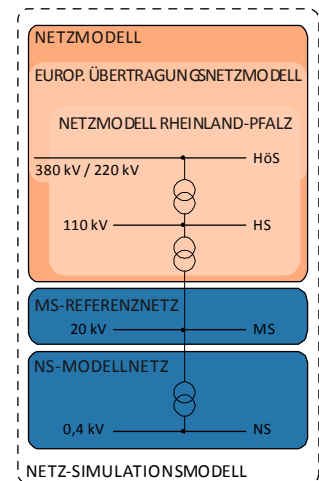 NETZMODELL
EUROP. ÜBERTRAGUNGSNETZMODELL
NETZMODELL RHEINLAND-PFALZ
380 kV / 220 kV HöS
110 kV HS
MS-REFERENZNETZ
20 kV MS
NS-MODELLNETZ
0,4 kV NS
NETZ-SIMULATIONSMODELL